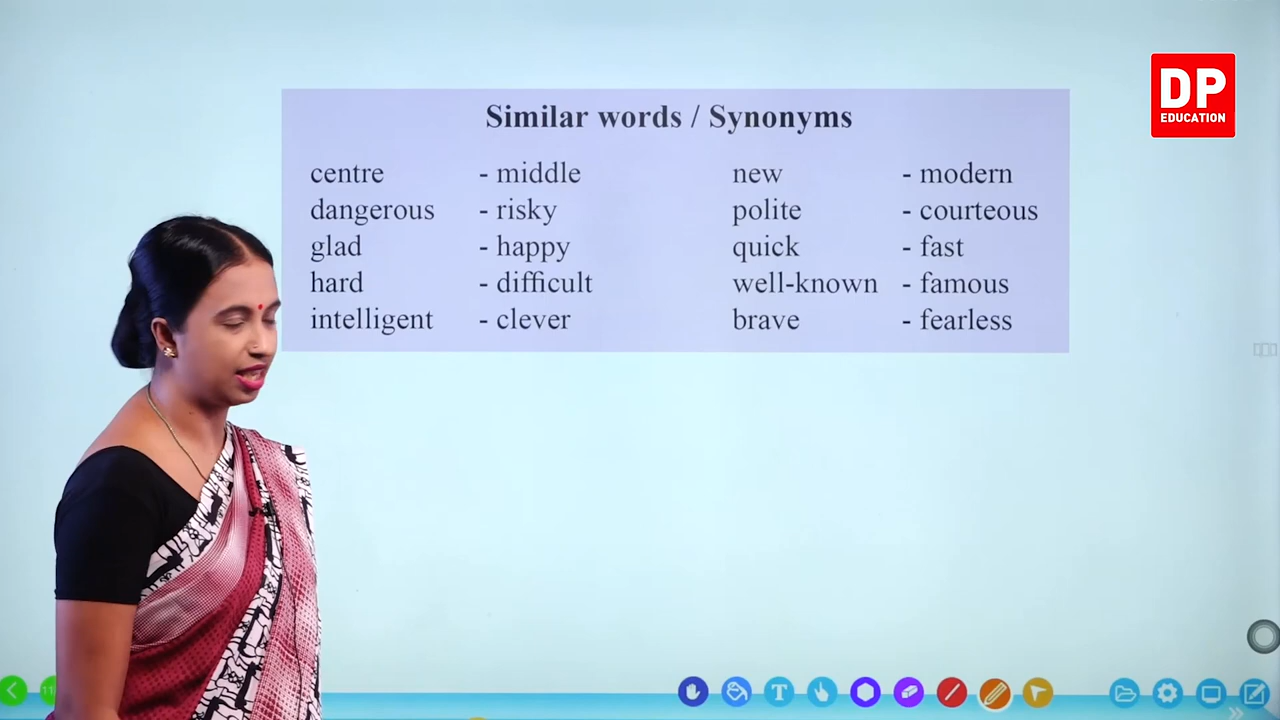 DP
EDUCATION
Similar words / Synonyms
centre - middle new - modern
dangerous - risky polite - courteous
glad - happy quick - fast
hard - difficult well-known - famous
intelligent - clever brave - fearless
11
T